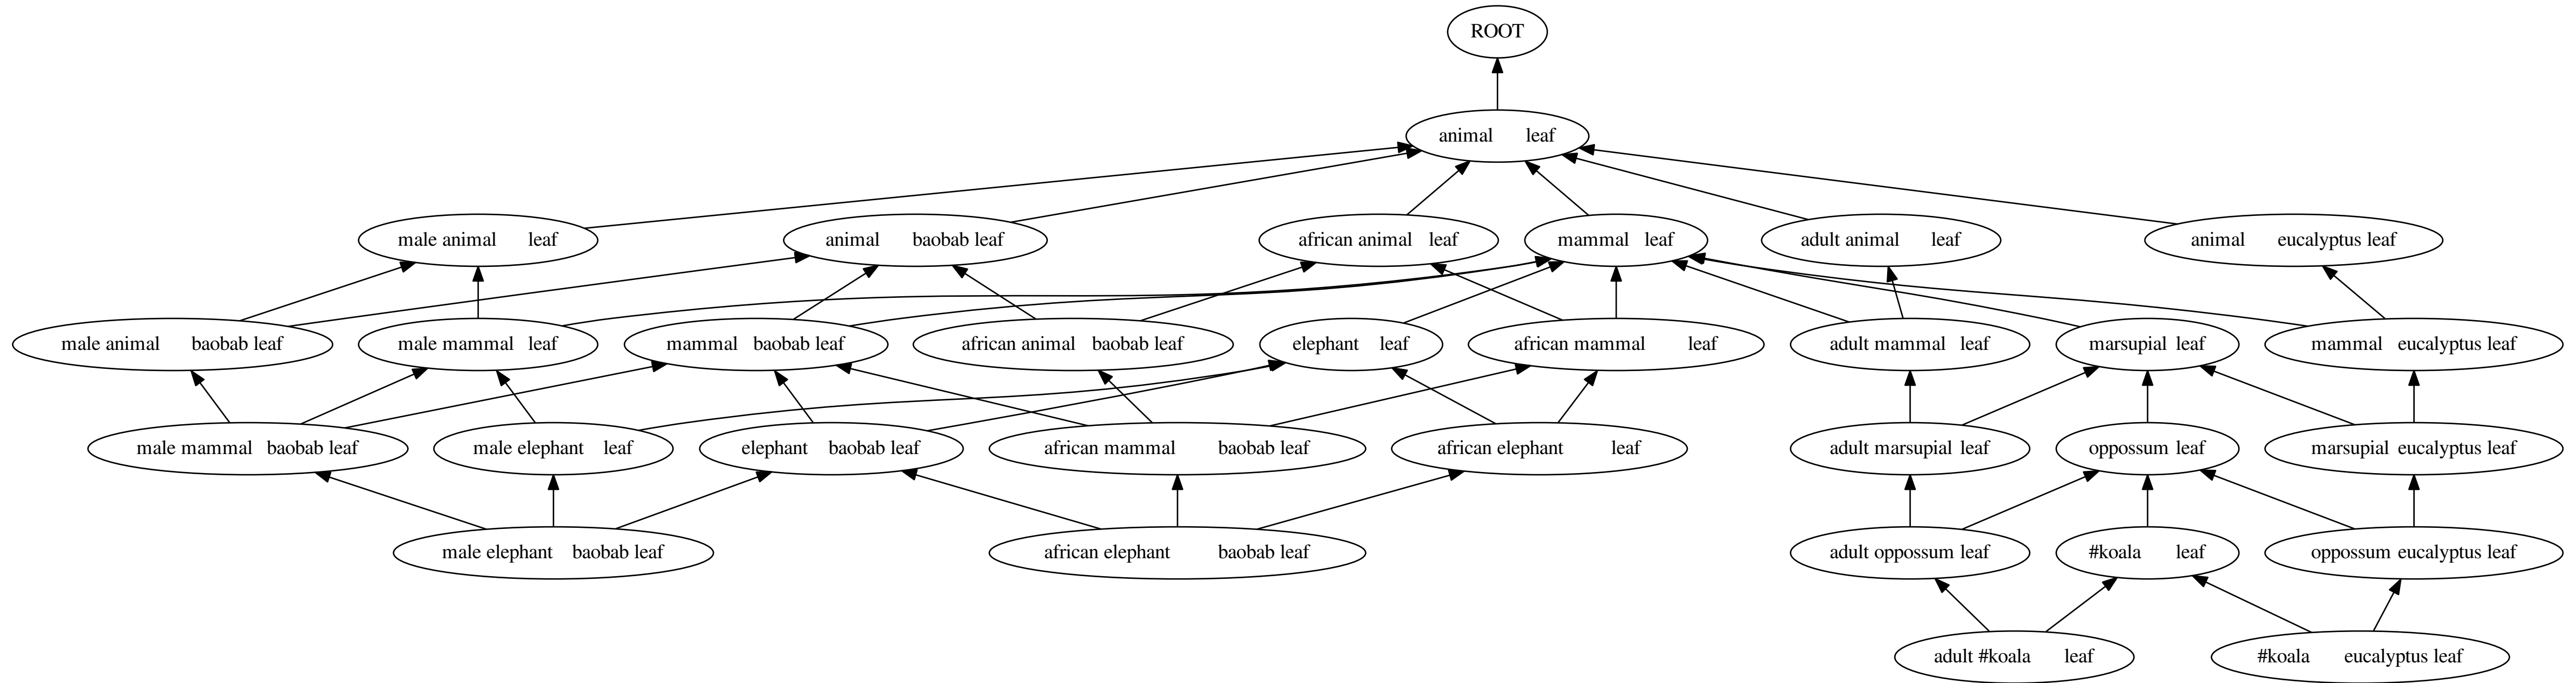 ROOT
animal leaf
male animal leaf
animal baobab leaf
african animal leaf
mammal leaf
adult animal leaf
animal eucalyptus leaf
male animal baobab leaf
male mammal leaf
mammal baobab leaf
african animal baobab leaf
elephant leaf
african mammal leaf
adult mammal leaf
marsupial leaf
mammal eucalyptus leaf
male mammal baobab leaf
male elephant leaf
elephant baobab leaf
african mammal baobab leaf
african elephant leaf
adult marsupial leaf
oppossum leaf
marsupial eucalyptus leaf
male elephant baobab leaf
african elephant baobab leaf
adult oppossum leaf
#koala leaf
oppossum eucalyptus leaf
adult #koala leaf
#koala eucalyptus leaf